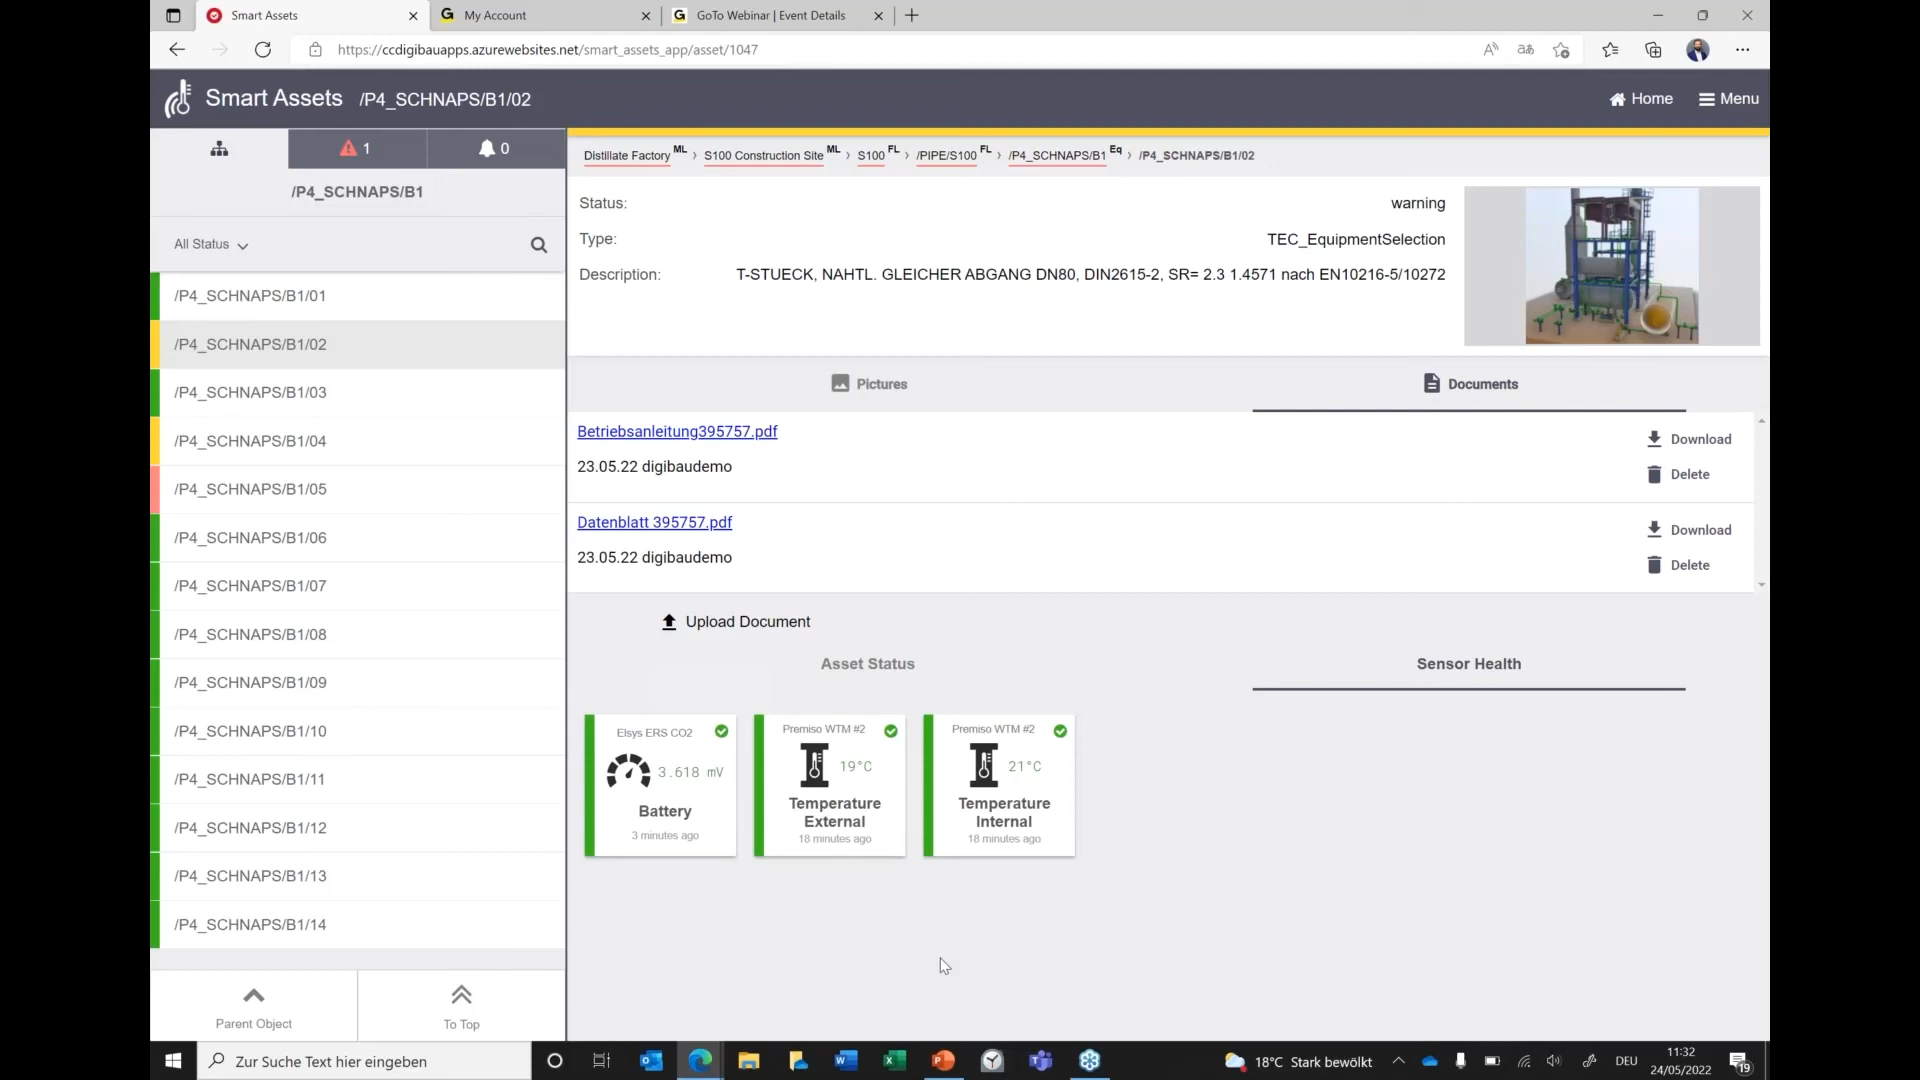 Smart Assets
My Account
GoTo Webinar | Event Details
https://ccdigibauapps.azurewebsites.net/smart_assets_app/asset/1047
Smart Assets /P4_SCHNAPS/B1/02
Home
Menu
1
0
/P4_SCHNAPS/B1
All Status
/P4_SCHNAPS/B1/01
/P4_SCHNAPS/B1/02
/P4_SCHNAPS/B1/03
/P4_SCHNAPS/B1/04
/P4_SCHNAPS/B1/05
/P4_SCHNAPS/B1/06
/P4_SCHNAPS/B1/07
/P4_SCHNAPS/B1/08
/P4_SCHNAPS/B1/09
/P4_SCHNAPS/B1/10
/P4_SCHNAPS/B1/11
/P4_SCHNAPS/B1/12
/P4_SCHNAPS/B1/13
/P4_SCHNAPS/B1/14
Parent Object
To Top
Distillate Factory ML › S100 Construction Site ML › S100 FL › /PIPE/S100 FL › /P4_SCHNAPS/B1 Eq › /P4_SCHNAPS/B1/02
Status: warning
Type: TEC_EquipmentSelection
Description: T-STUECK, NAHTL. GLEICHER ABGANG DN80, DIN2615-2, SR= 2.3 1.4571 nach EN10216-5/10272
Pictures
Documents
Betriebsanleitung395757.pdf
23.05.22 digibaudemo
Download
Delete
Datenblatt 395757.pdf
23.05.22 digibaudemo
Download
Delete
Upload Document
Asset Status
Sensor Health
Elsys ERS CO2
3.618 mV
Battery
3 minutes ago
Premiso WTM #2
19°C
Temperature
External
18 minutes ago
Premiso WTM #2
21°C
Temperature
Internal
18 minutes ago
Zur Suche Text hier eingeben
18°C Stark bewölkt
DEU
11:32
24/05/2022
19